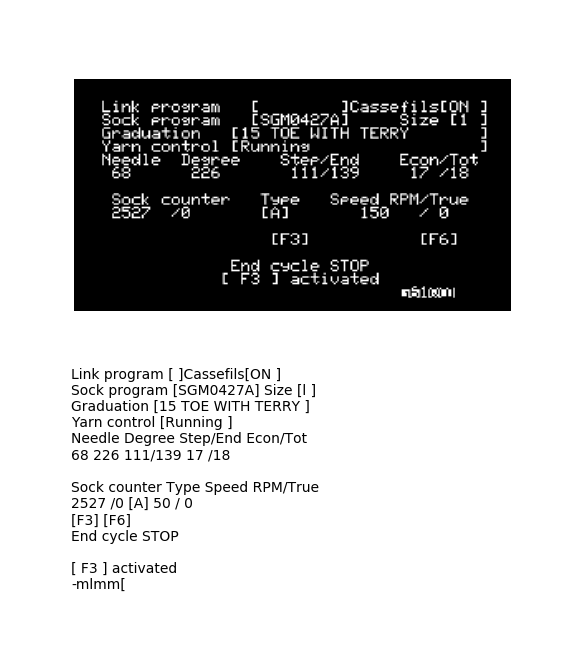 Link program [ ]Cassefils[ON ]
Sock program [SGM0427A] Size [1 ]
Graduation [15 TOE WITH TERRY ]
Yarn control [Running ]
Needle Degree Step/End Econ/Tot
68 226 111/139 17 /18
Sock counter Type Speed RPM/True
2527 /0 [A] 150 / 0
[F3] [F6]
End cycle STOP
[ F3 ] activated
Link program [ ]Cassefils[ON ]
Sock program [SGM0427A] Size [l ]
Graduation [15 TOE WITH TERRY ]
Yarn control [Running ]
Needle Degree Step/End Econ/Tot
68 226 111/139 17 /18
Sock counter Type Speed RPM/True
2527 /0 [A] 50 / 0
[F3] [F6]
End cycle STOP
[ F3 ] activated
-mlmm[